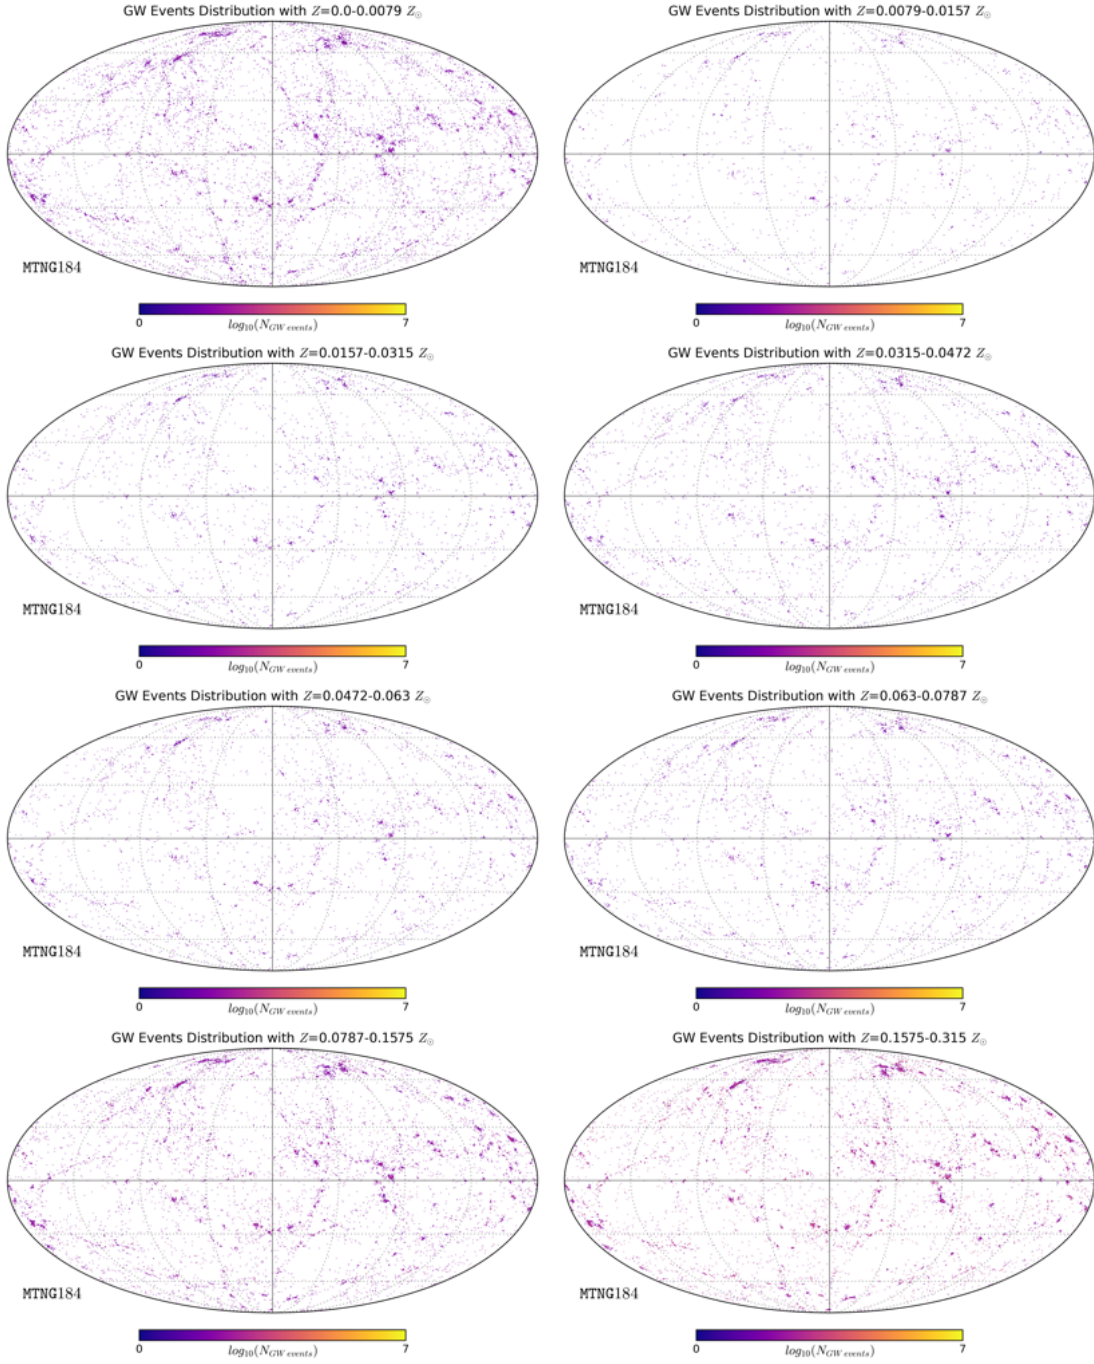 GW Events Distribution with Z=0.0-0.0079 Z☉
GW Events Distribution with Z=0.0079-0.0157 Z☉
MTNG184
MTNG184
0 7
log10(NGW events)
0 7
log10(NGW events)
GW Events Distribution with Z=0.0157-0.0315 Z☉
GW Events Distribution with Z=0.0315-0.0472 Z☉
MTNG184
MTNG184
0 7
log10(NGW events)
0 7
log10(NGW events)
GW Events Distribution with Z=0.0472-0.063 Z☉
GW Events Distribution with Z=0.063-0.0787 Z☉
MTNG184
MTNG184
0 7
log10(NGW events)
0 7
log10(NGW events)
GW Events Distribution with Z=0.0787-0.1575 Z☉
GW Events Distribution with Z=0.1575-0.315 Z☉
MTNG184
MTNG184
0 7
log10(NGW events)
0 7
log10(NGW events)